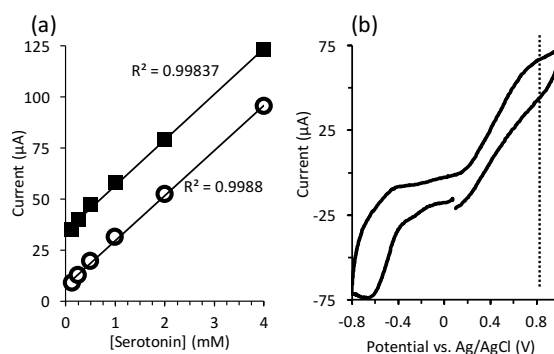 (a)
125
100
75
50
25
0
Current (µA)
R² = 0.99837
R² = 0.9988
0 1 2 3 4
[Serotonin] (mM)
(b)
75
25
-25
-75
Current (µA)
-0.8 -0.4 0 0.4 0.8
Potential vs. Ag/AgCl (V)